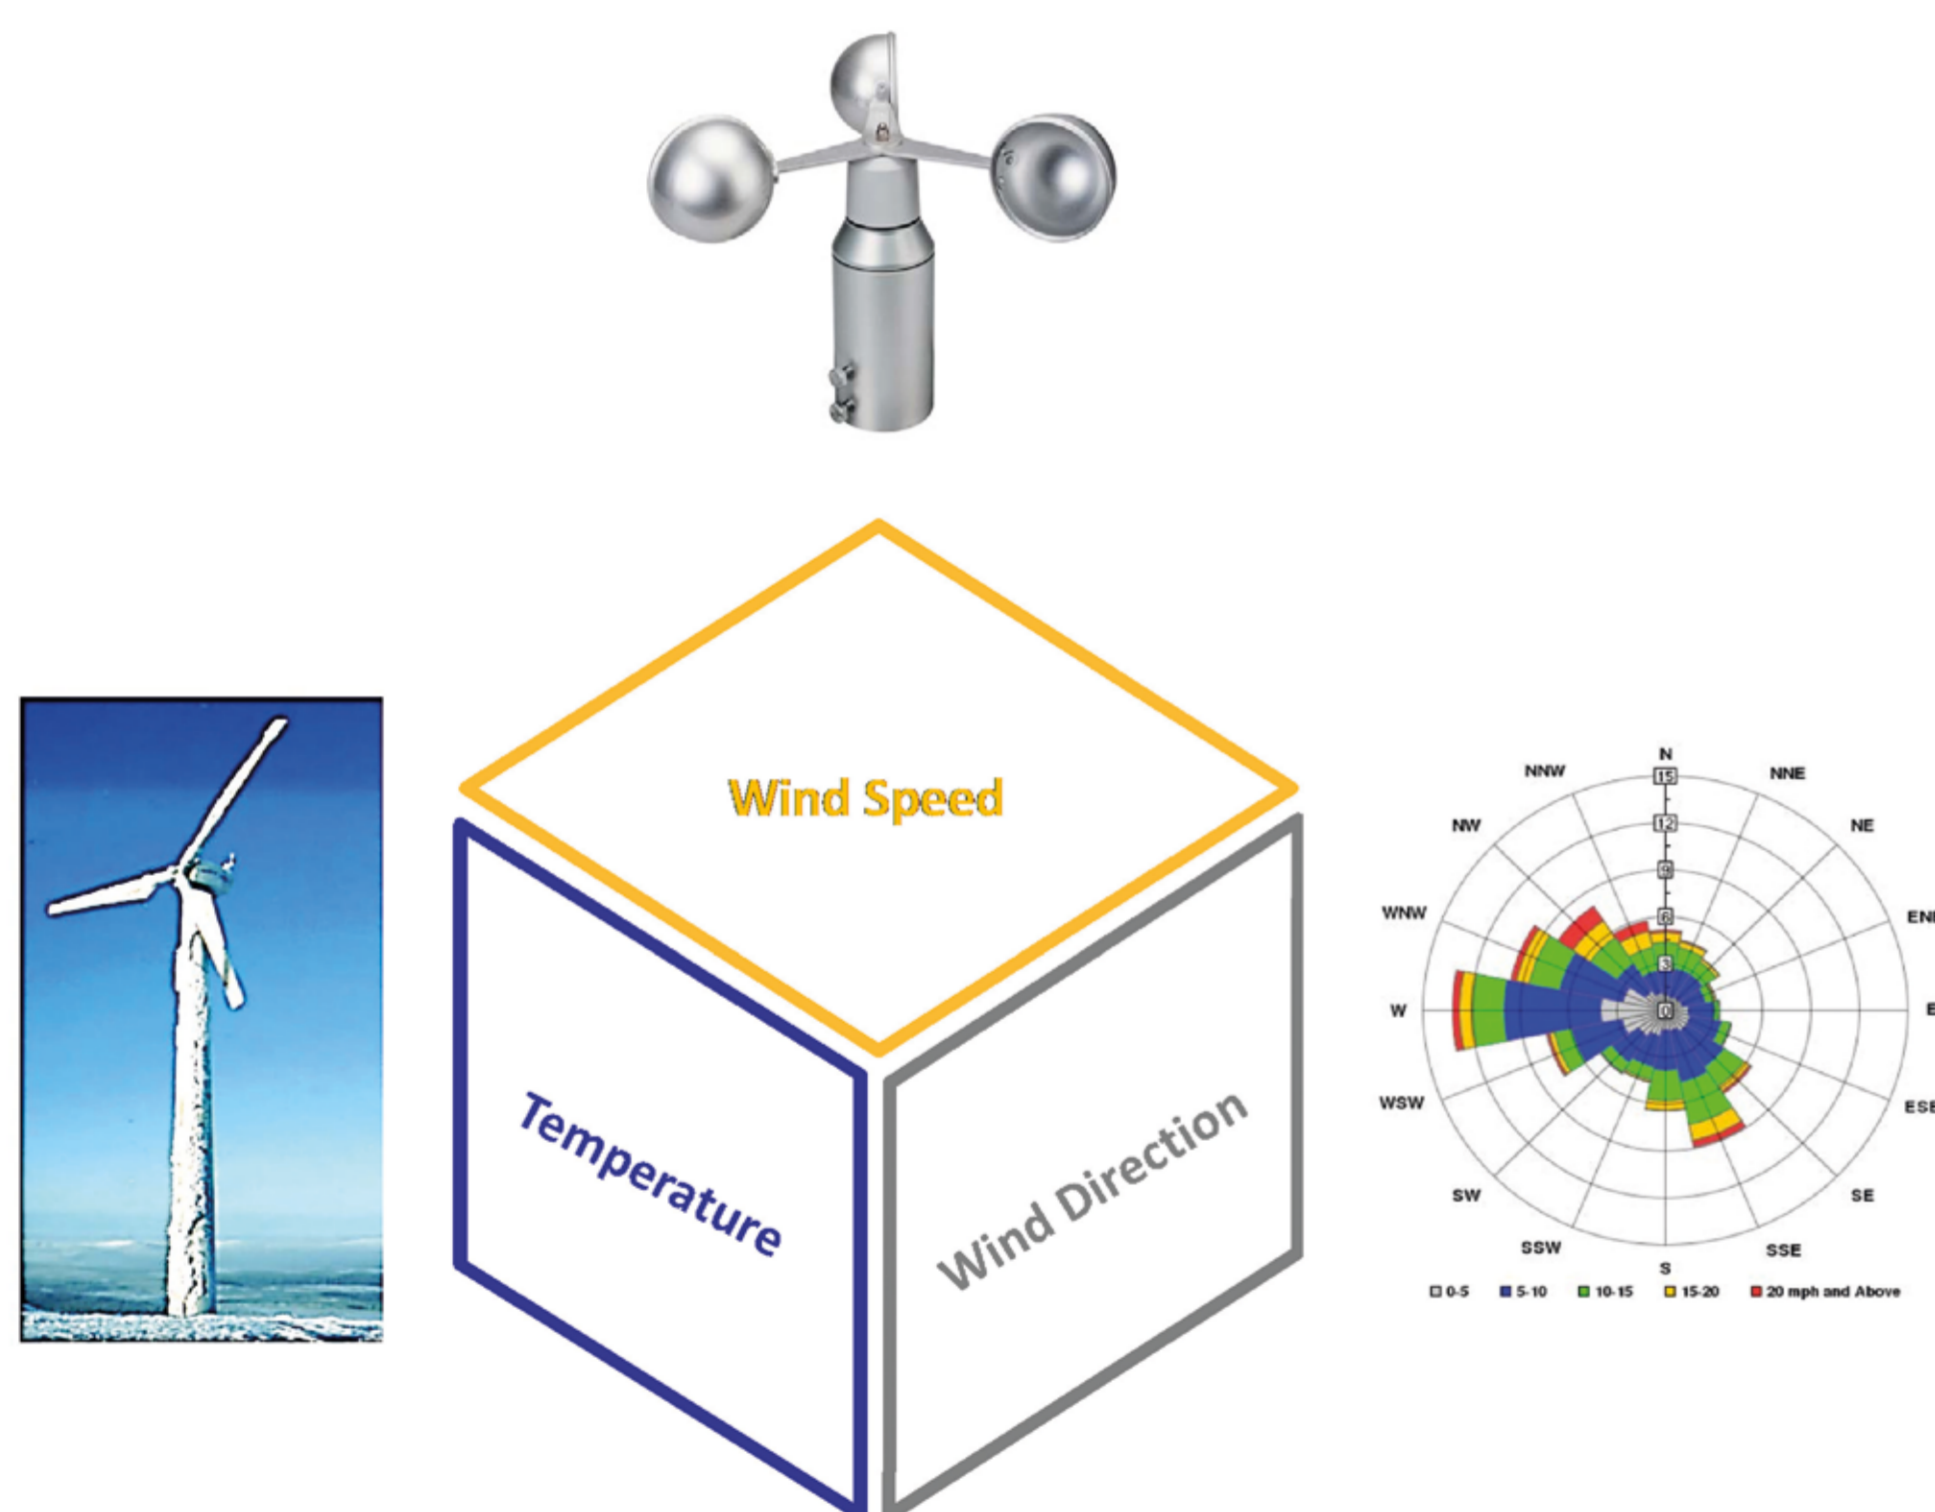 Wind Speed
Temperature
Wind Direction
N
NNW
NNE
NW
NE
WNW
W
E
WSW
SW
SE
SSW
SSE
S
15
12
9
6
3
0
0-5
5-10
10-15
15-20
20 mph and Above